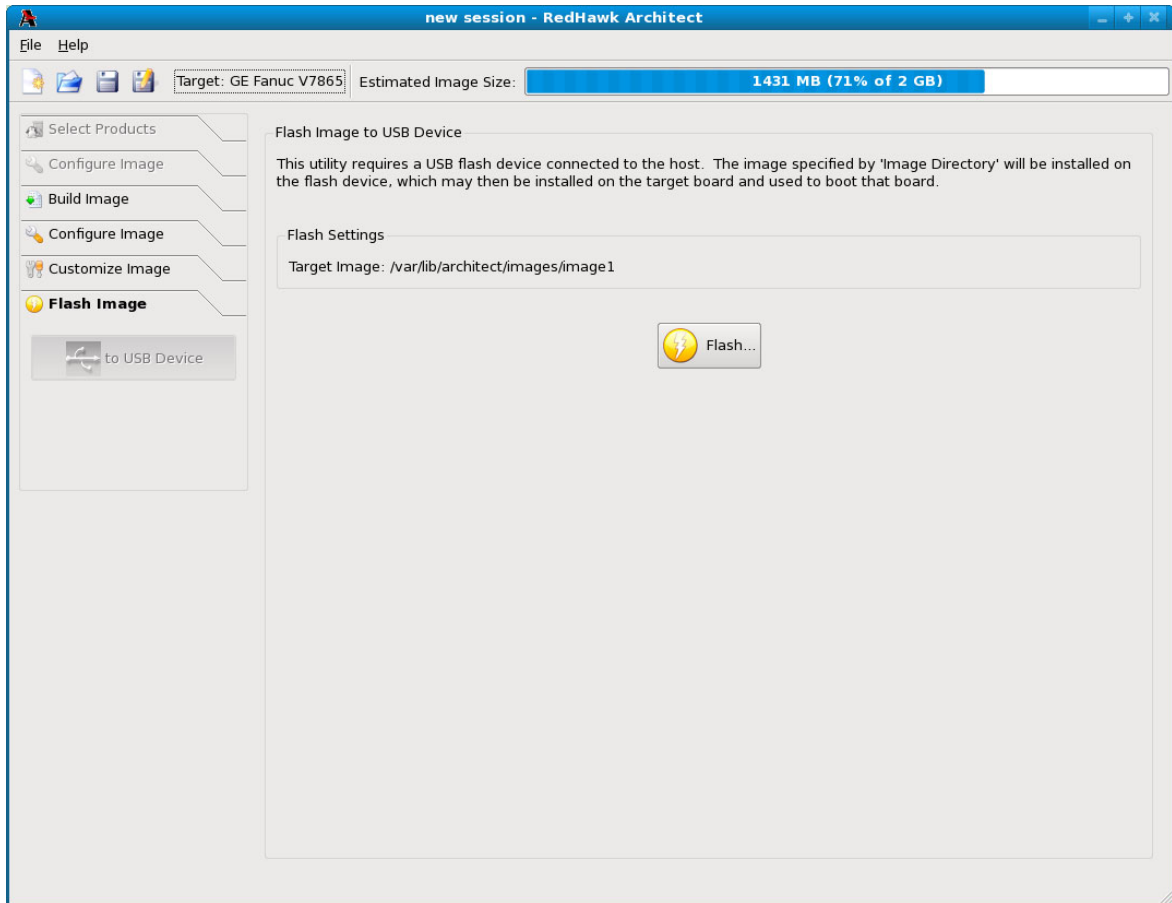 new session - RedHawk Architect
File Help
Target: GE Fanuc V7865 Estimated Image Size: 1431 MB (71% of 2 GB)
Select Products
Configure Image
Build Image
Configure Image
Customize Image
Flash Image
to USB Device
Flash Image to USB Device
This utility requires a USB flash device connected to the host. The image specified by 'Image Directory' will be installed on
the flash device, which may then be installed on the target board and used to boot that board.
Flash Settings
Target Image: /var/lib/architect/images/image1
Flash...